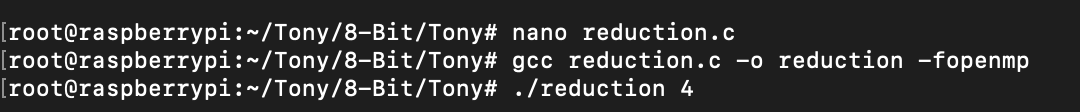 [root@raspberrypi:~/Tony/8-Bit/Tony# nano reduction.c
[root@raspberrypi:~/Tony/8-Bit/Tony# gcc reduction.c -o reduction -fopenmp
[root@raspberrypi:~/Tony/8-Bit/Tony# ./reduction 4